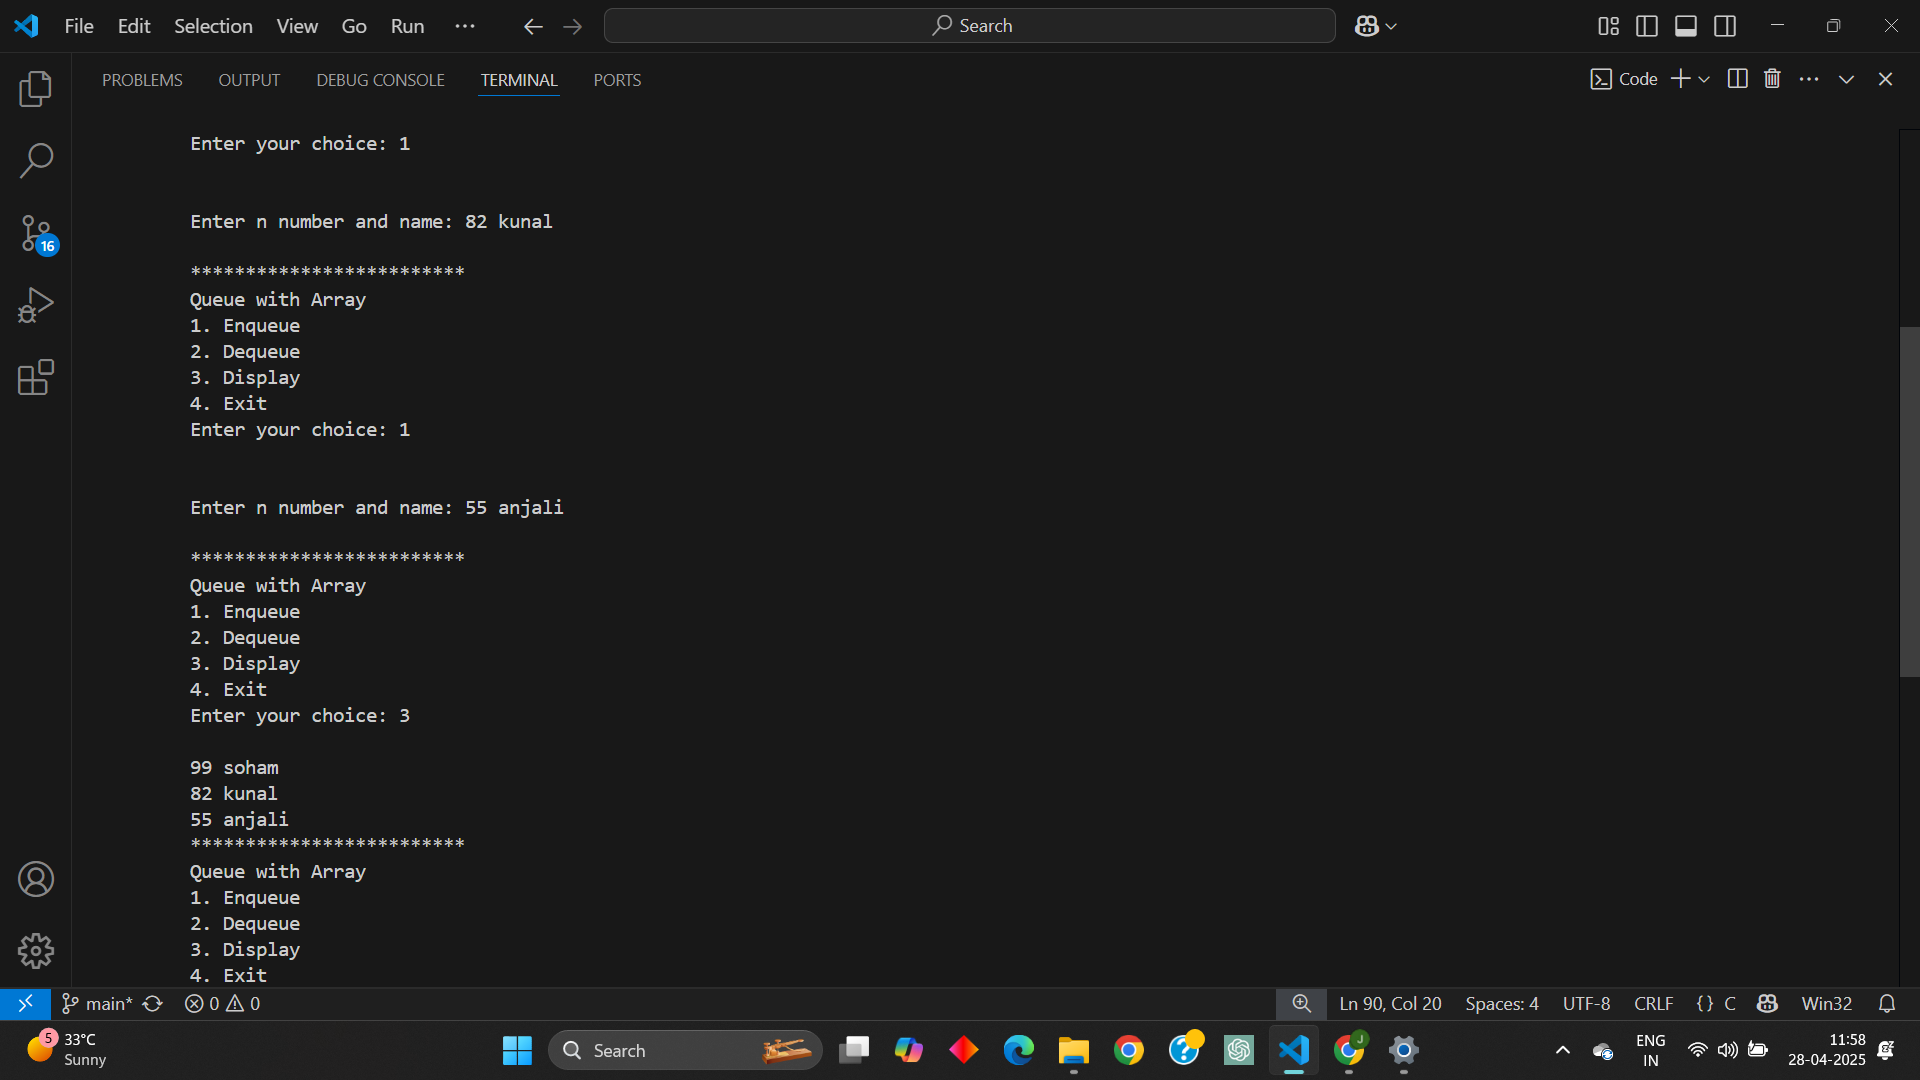 File Edit Selection View Go Run ··· Search
PROBLEMS OUTPUT DEBUG CONSOLE TERMINAL PORTS Code
Enter your choice: 1
Enter n number and name: 82 kunal
*************************
Queue with Array
1. Enqueue
2. Dequeue
3. Display
4. Exit
Enter your choice: 1
Enter n number and name: 55 anjali
*************************
Queue with Array
1. Enqueue
2. Dequeue
3. Display
4. Exit
Enter your choice: 3
99 soham
82 kunal
55 anjali
*************************
Queue with Array
1. Enqueue
2. Dequeue
3. Display
4. Exit
16
main* 0 0 Ln 90, Col 20 Spaces: 4 UTF-8 CRLF {} C Win32
5 33°C
Sunny
Search
J
ENG
IN
11:58
28-04-2025